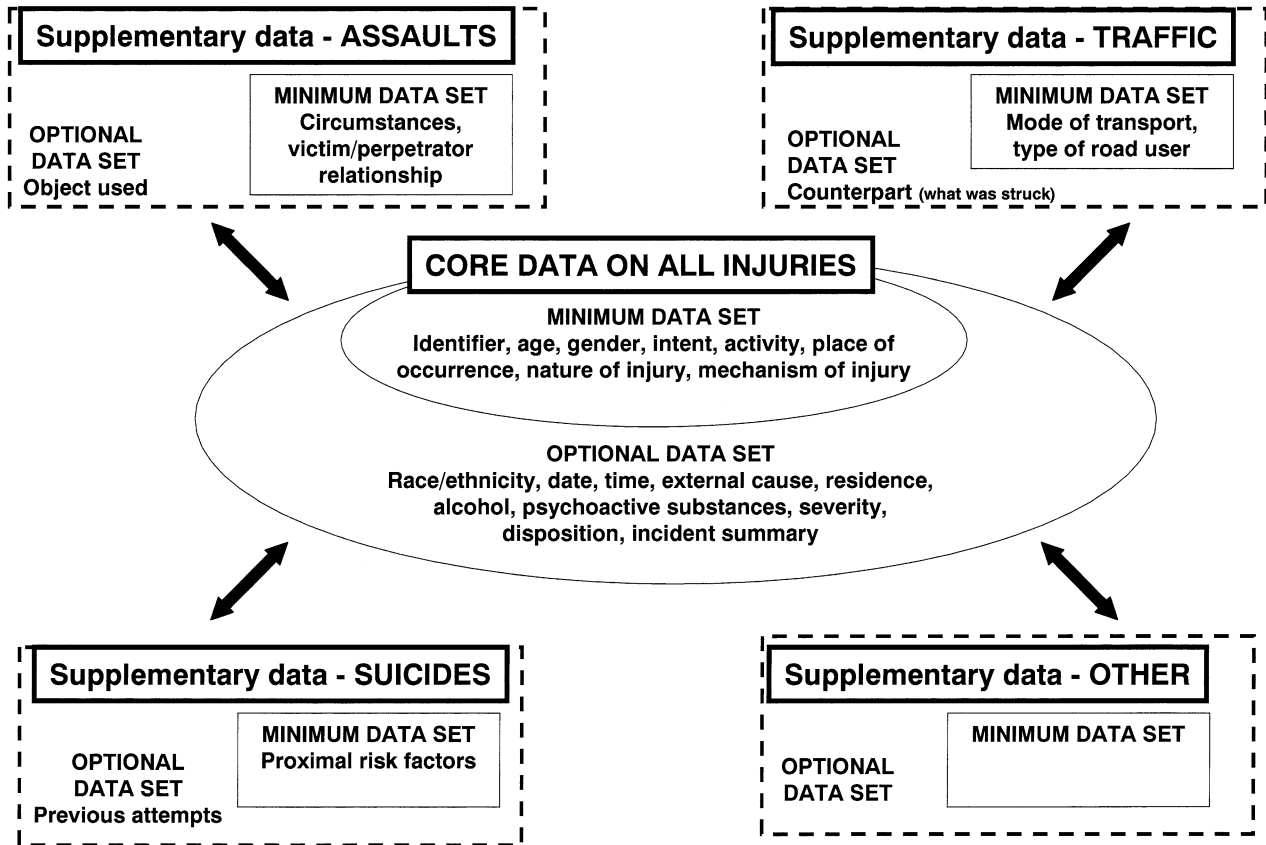 Supplementary data - ASSAULTS
MINIMUM DATA SET
Circumstances,
victim/perpetrator
relationship
OPTIONAL
DATA SET
Object used
Supplementary data - TRAFFIC
MINIMUM DATA SET
Mode of transport,
type of road user
OPTIONAL
DATA SET
Counterpart (what was struck)
CORE DATA ON ALL INJURIES
MINIMUM DATA SET
Identifier, age, gender, intent, activity, place of
occurrence, nature of injury, mechanism of injury
OPTIONAL DATA SET
Race/ethnicity, date, time, external cause, residence,
alcohol, psychoactive substances, severity,
disposition, incident summary
Supplementary data - SUICIDES
MINIMUM DATA SET
Proximal risk factors
OPTIONAL
DATA SET
Previous attempts
Supplementary data - OTHER
MINIMUM DATA SET
OPTIONAL
DATA SET